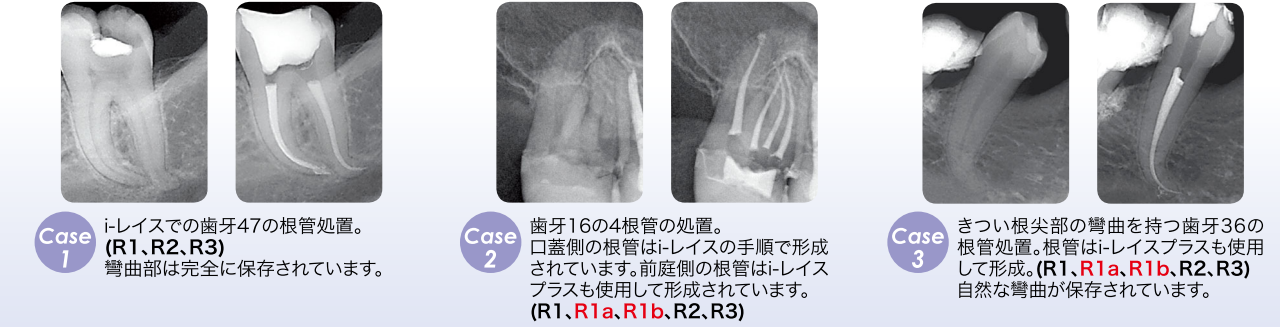 Case 1
i-レイスでの歯牙47の根管処置。
(R1、R2、R3)
彎曲部は完全に保存されています。
Case 2
歯牙16の4根管の処置。
口蓋側の根管はi-レイスの手順で形成
されています。前庭側の根管はi-レイス
プラスも使用して形成されています。
(R1、R1a、R1b、R2、R3)
Case 3
きつい根尖部の彎曲を持つ歯牙36の
根管処置。根管はi-レイスプラスも使用
して形成。(R1、R1a、R1b、R2、R3)
自然な彎曲が保存されています。